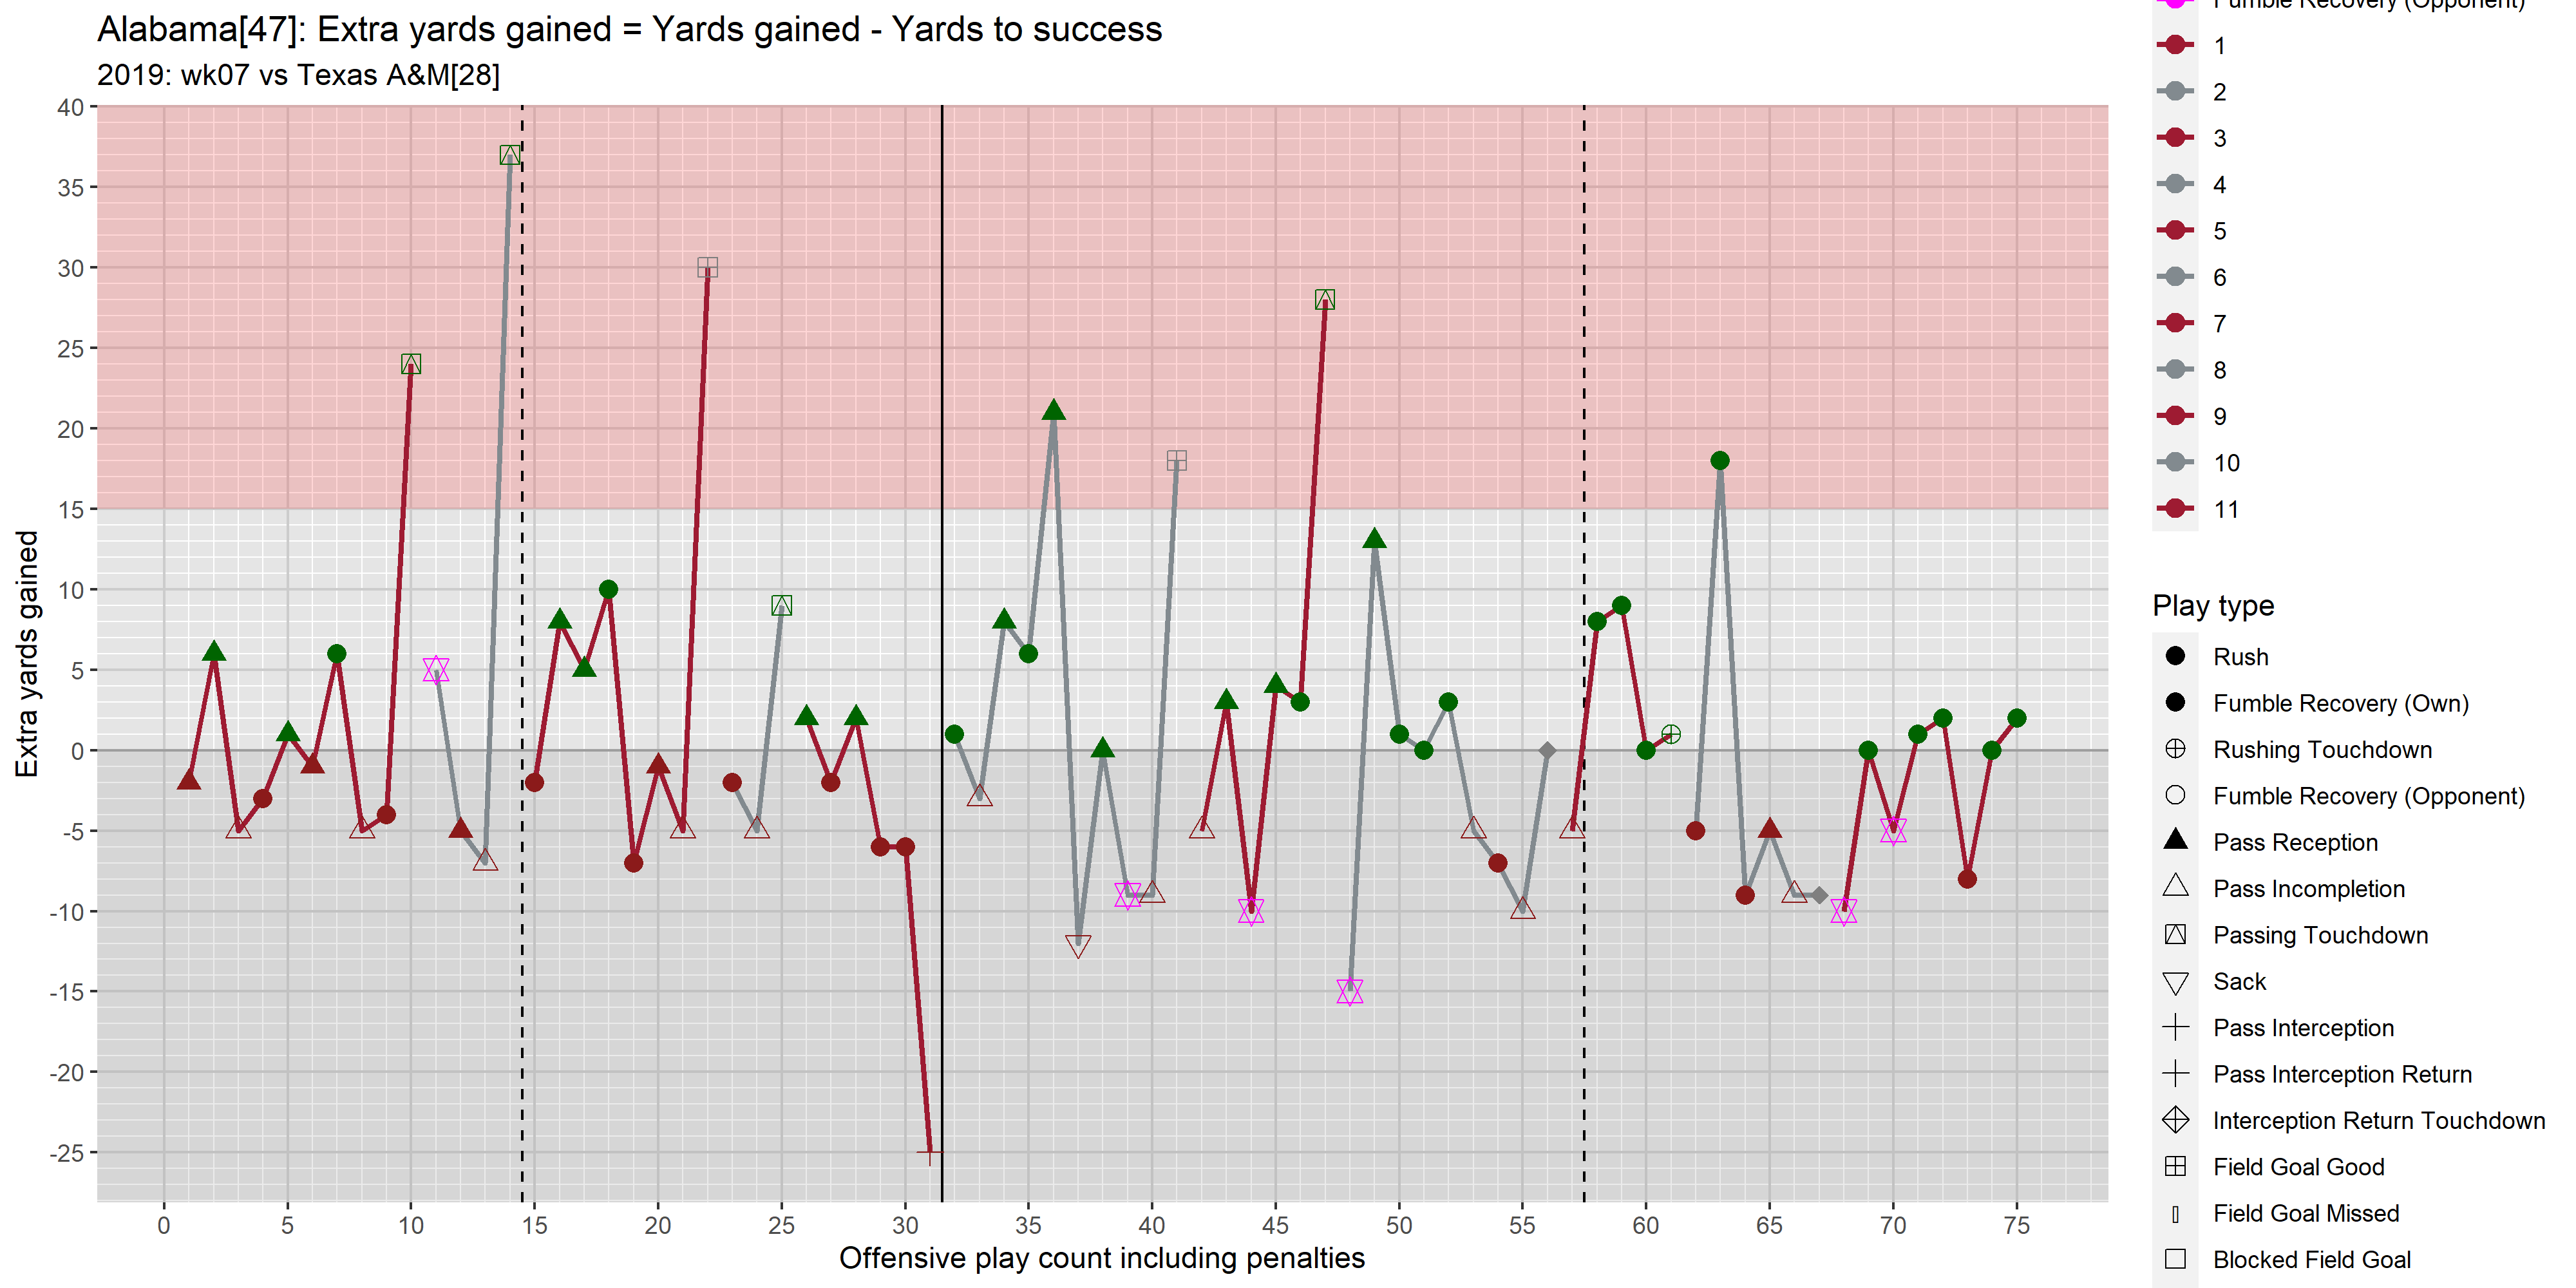 Alabama[47]: Extra yards gained = Yards gained - Yards to success
2019: wk07 vs Texas A&M[28]
Extra yards gained
40
35
30
25
20
15
10
5
0
-5
-10
-15
-20
-25
0 5 10 15 20 25 30 35 40 45 50 55 60 65 70 75
Offensive play count including penalties
Fumble Recovery (Opponent)
1
2
3
4
5
6
7
8
9
10
11
Play type
Rush
Fumble Recovery (Own)
Rushing Touchdown
Fumble Recovery (Opponent)
Pass Reception
Pass Incompletion
Passing Touchdown
Sack
Pass Interception
Pass Interception Return
Interception Return Touchdown
Field Goal Good
Field Goal Missed
Blocked Field Goal